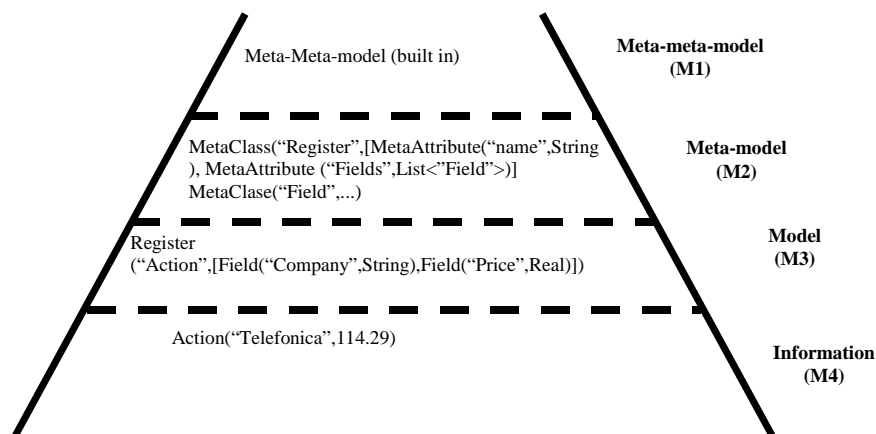 Meta-Meta-model (built in)
Meta-meta-model
(M1)
MetaClass(“Register”,[MetaAttribute(“name”,String
), MetaAttribute (“Fields”,List<”Field”>)]
MetaClase(“Field”,...)
Meta-model
(M2)
Register
(“Action”,[Field(“Company”,String),Field(“Price”,Real)])
Model
(M3)
Action(“Telefonica”,114.29)
Information
(M4)